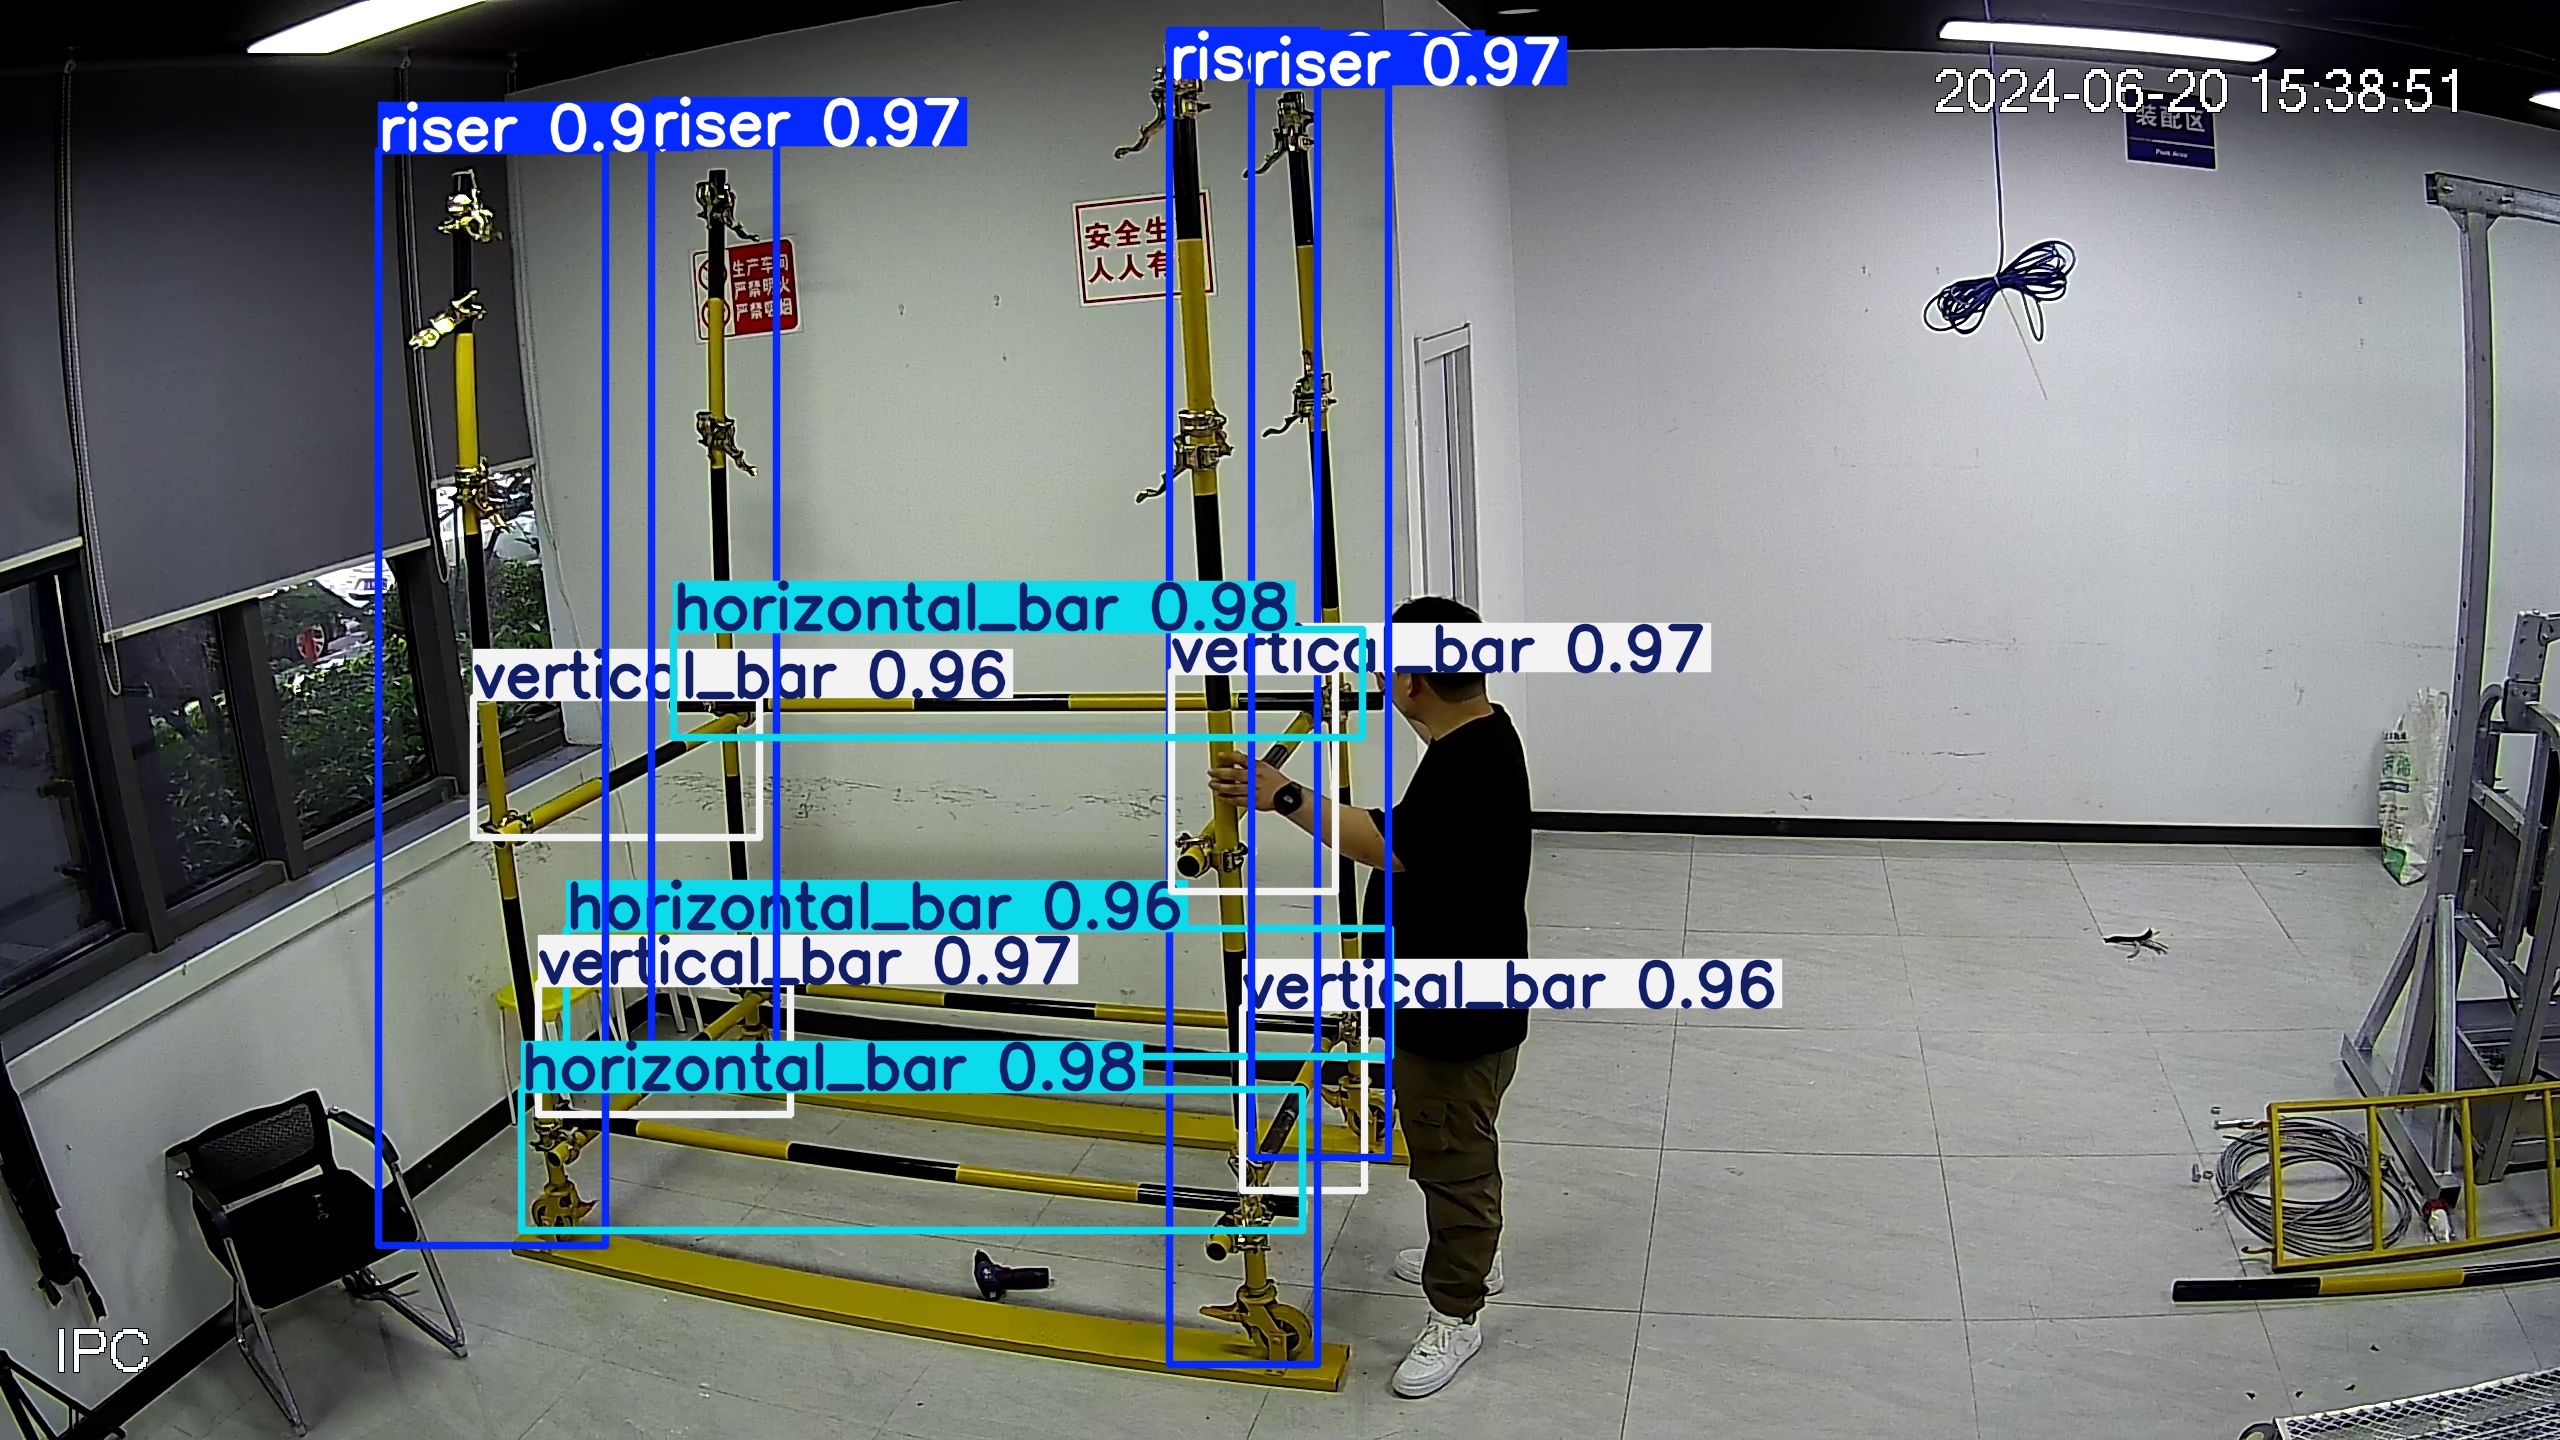 riser 0.97
2024-06-20 15:38:51
装配区
riser 0.9
riser 0.97
安全生
人人有
生产车间
严禁明火
严禁吸烟
horizontal_bar 0.98
vertical_bar 0.97
vertical_bar 0.96
horizontal_bar 0.96
vertical_bar 0.97
vertical_bar 0.96
horizontal_bar 0.98
IPC